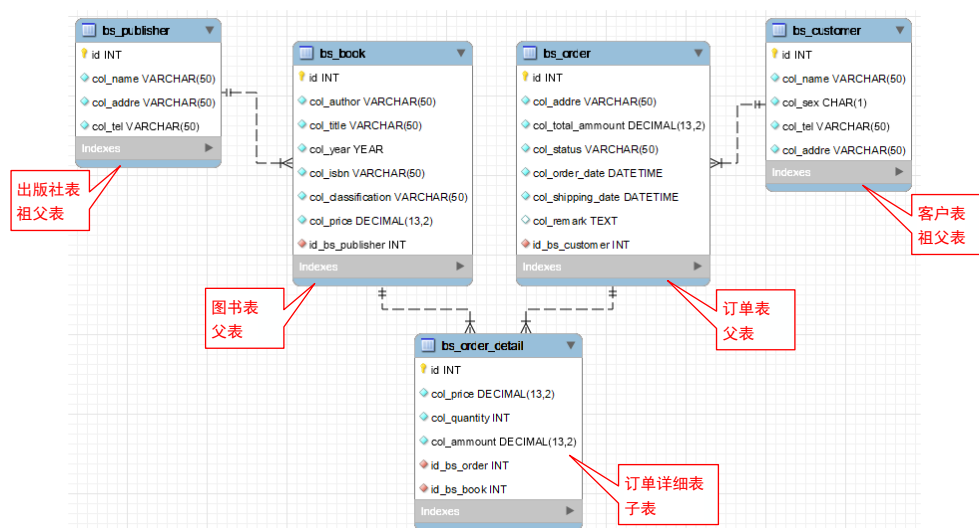 bs_publisher
id INT
col_name VARCHAR(50)
col_addre VARCHAR(50)
col_tel VARCHAR(50)
Indexes
出版社表
祖父表
bs_book
id INT
col_author VARCHAR(50)
col_title VARCHAR(50)
col_year YEAR
col_isbn VARCHAR(50)
col_classification VARCHAR(50)
col_price DECIMAL(13,2)
id_bs_publisher INT
Indexes
图书表
父表
bs_order
id INT
col_addre VARCHAR(50)
col_total_ammount DECIMAL(13,2)
col_status VARCHAR(50)
col_order_date DATETIME
col_shipping_date DATETIME
col_remark TEXT
id_bs_customer INT
Indexes
订单表
父表
bs_customer
id INT
col_name VARCHAR(50)
col_sex CHAR(1)
col_tel VARCHAR(50)
col_addre VARCHAR(50)
Indexes
客户表
祖父表
bs_order_detail
id INT
col_price DECIMAL(13,2)
col_quantity INT
col_ammount DECIMAL(13,2)
id_bs_order INT
id_bs_book INT
Indexes
订单详细表
子表